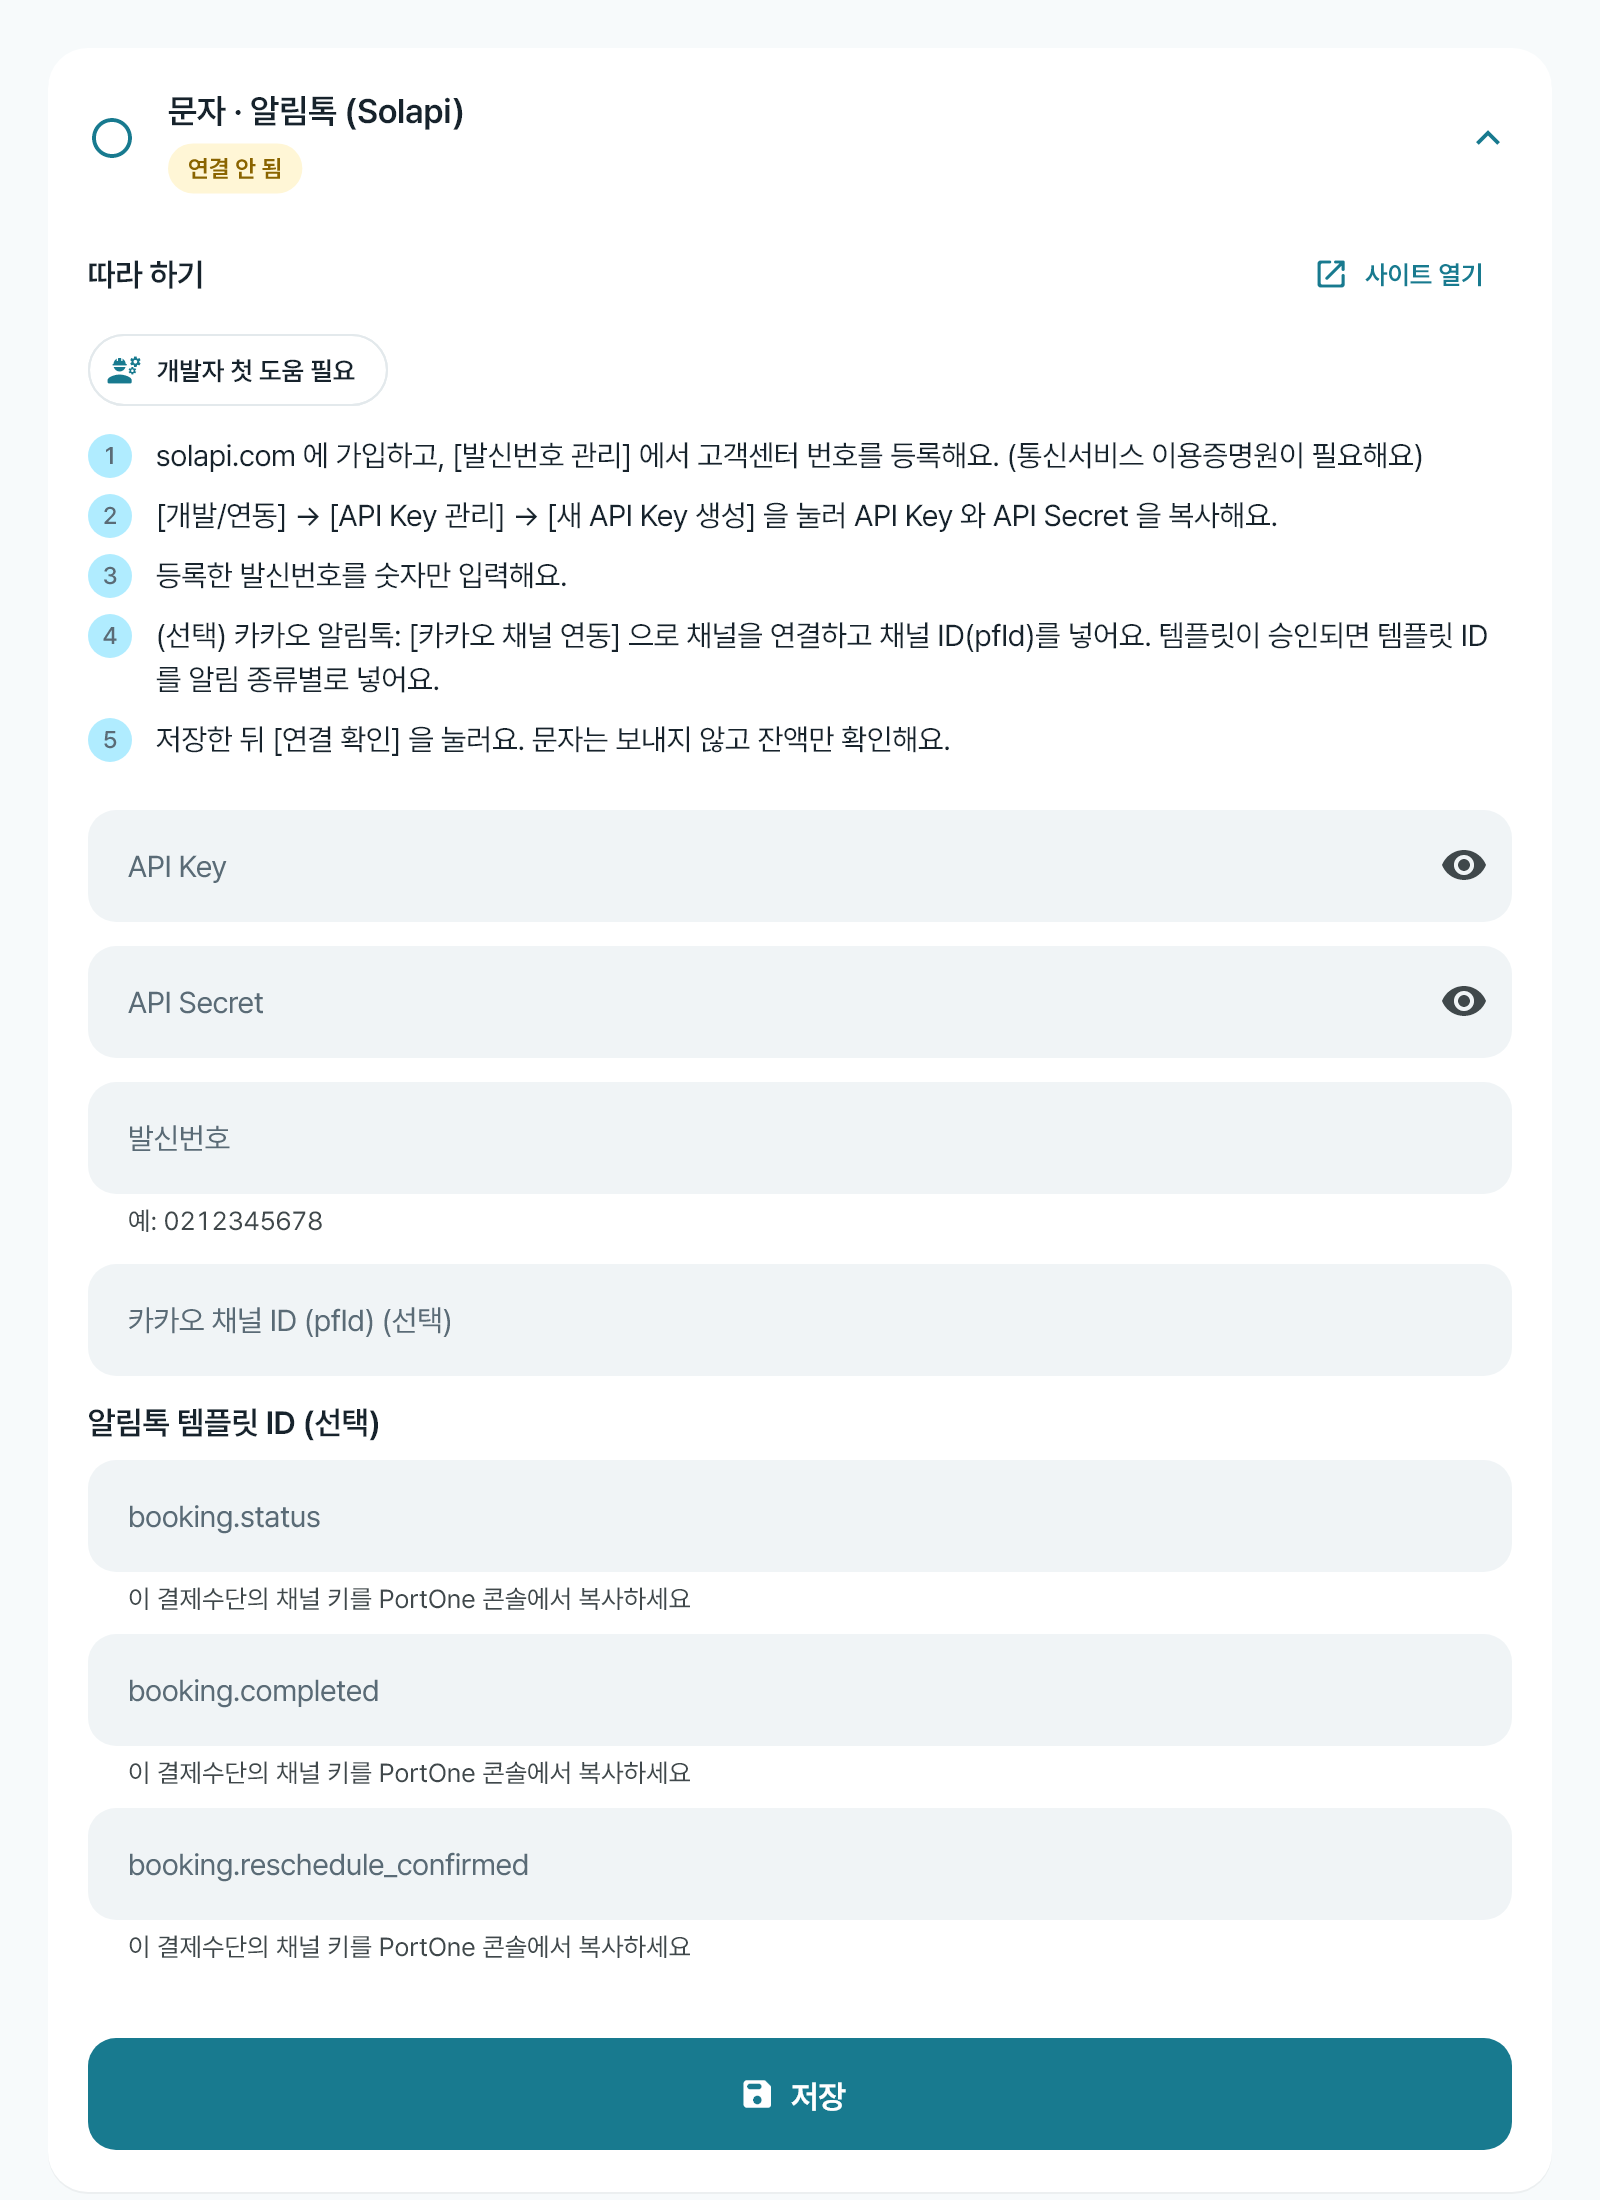 문자 · 알림톡 (Solapi)
연결 안 됨
따라 하기
사이트 열기
개발자 첫 도움 필요
1 solapi.com 에 가입하고, [발신번호 관리] 에서 고객센터 번호를 등록해요. (통신서비스 이용증명원이 필요해요)
2 [개발/연동] → [API Key 관리] → [새 API Key 생성] 을 눌러 API Key 와 API Secret 을 복사해요.
3 등록한 발신번호를 숫자만 입력해요.
4 (선택) 카카오 알림톡: [카카오 채널 연동] 으로 채널을 연결하고 채널 ID(pfId)를 넣어요. 템플릿이 승인되면 템플릿 ID
를 알림 종류별로 넣어요.
5 저장한 뒤 [연결 확인] 을 눌러요. 문자는 보내지 않고 잔액만 확인해요.
API Key
API Secret
발신번호
예: 0212345678
카카오 채널 ID (pfId) (선택)
알림톡 템플릿 ID (선택)
booking.status
이 결제수단의 채널 키를 PortOne 콘솔에서 복사하세요
booking.completed
이 결제수단의 채널 키를 PortOne 콘솔에서 복사하세요
booking.reschedule_confirmed
이 결제수단의 채널 키를 PortOne 콘솔에서 복사하세요
저장